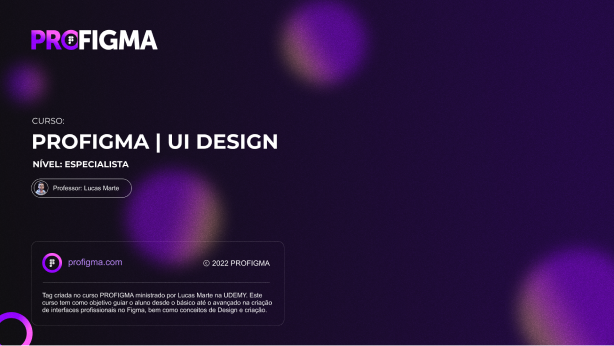 PROFIGMA
CURSO:
PROFIGMA | UI DESIGN
NÍVEL: ESPECIALISTA
Professor: Lucas Marte
profigma.com
© 2022 PROFIGMA
Tag criada no curso PROFIGMA ministrado por Lucas Marte na UDEMY. Este
curso tem como objetivo guiar o aluno desde o básico até o avançado na criação
de interfaces profissionais no Figma, bem como conceitos de Design e criação.